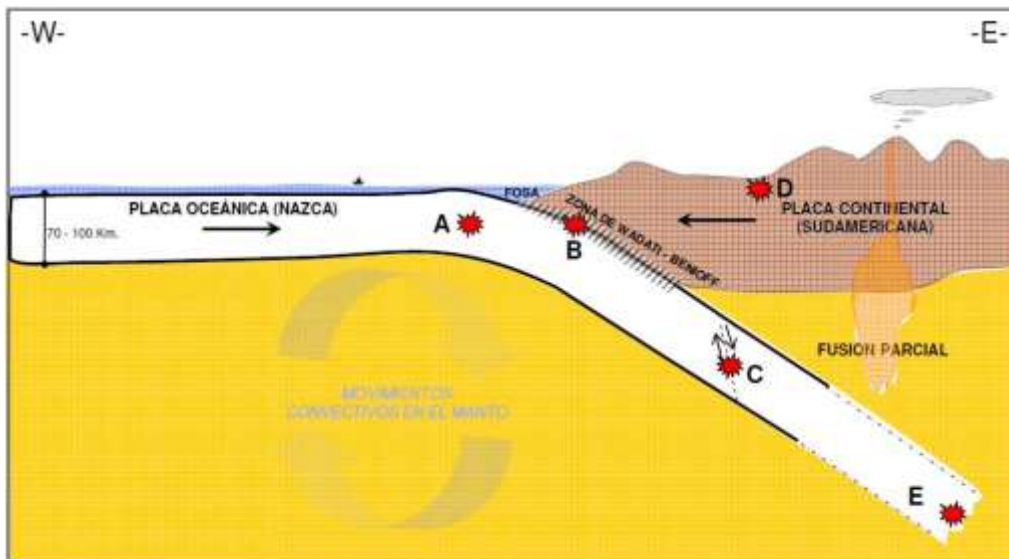 -W-
-E-
D
FOSA
PLACA OCEÁNICA (NAZCA)
A
B
ZONA DE WADATI - BENIOFF
PLACA CONTINENTAL
(SUDAMERICANA)
70 - 100 Km.
C
FUSION PARCIAL
MOVIMIENTOS
CONVECTIVOS EN EL MANTO
E